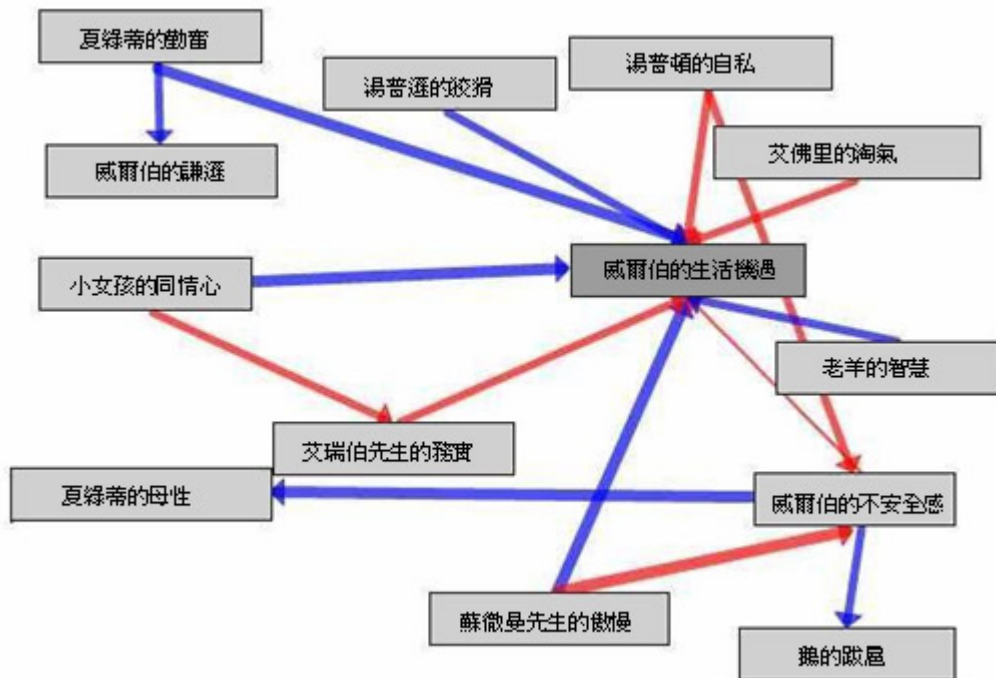 夏綠蒂的勤奮
湯普遜的狡猾
湯普頓的自私
艾佛里的淘氣
威爾伯的謙遜
威爾伯的生活機遇
小女孩的同情心
老羊的智慧
艾瑞伯先生的務實
夏綠蒂的母性
威爾伯的不安全感
蘇徹曼先生的傲慢
鵝的跋扈